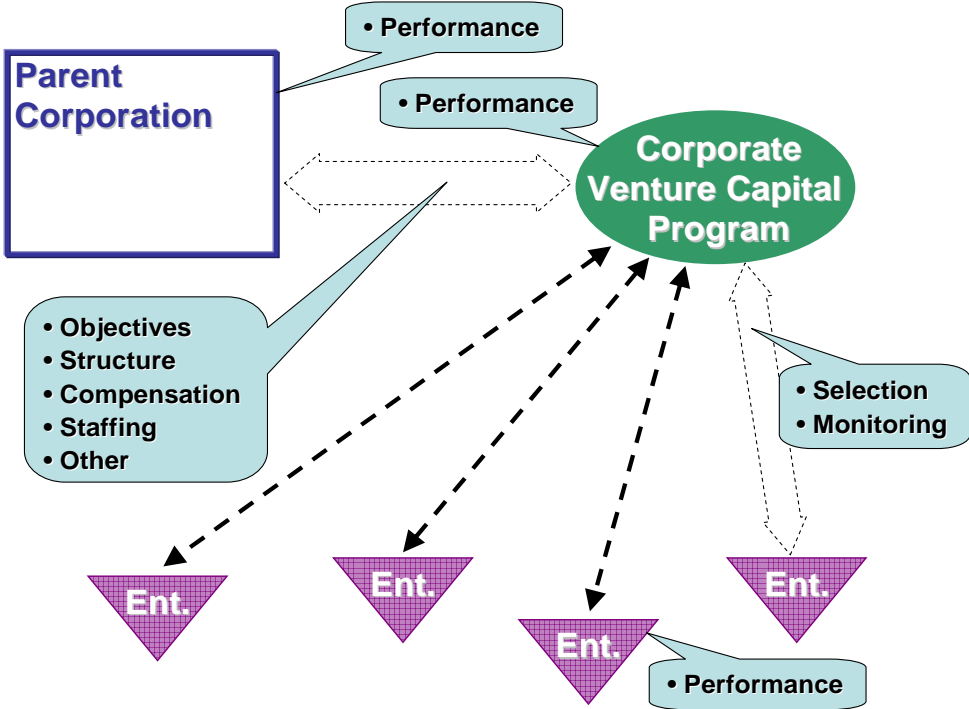 • Performance
Parent
Corporation
• Performance
Corporate
Venture Capital
Program
• Objectives
• Structure
• Compensation
• Staffing
• Other
• Selection
• Monitoring
Ent.
Ent.
Ent.
Ent.
• Performance